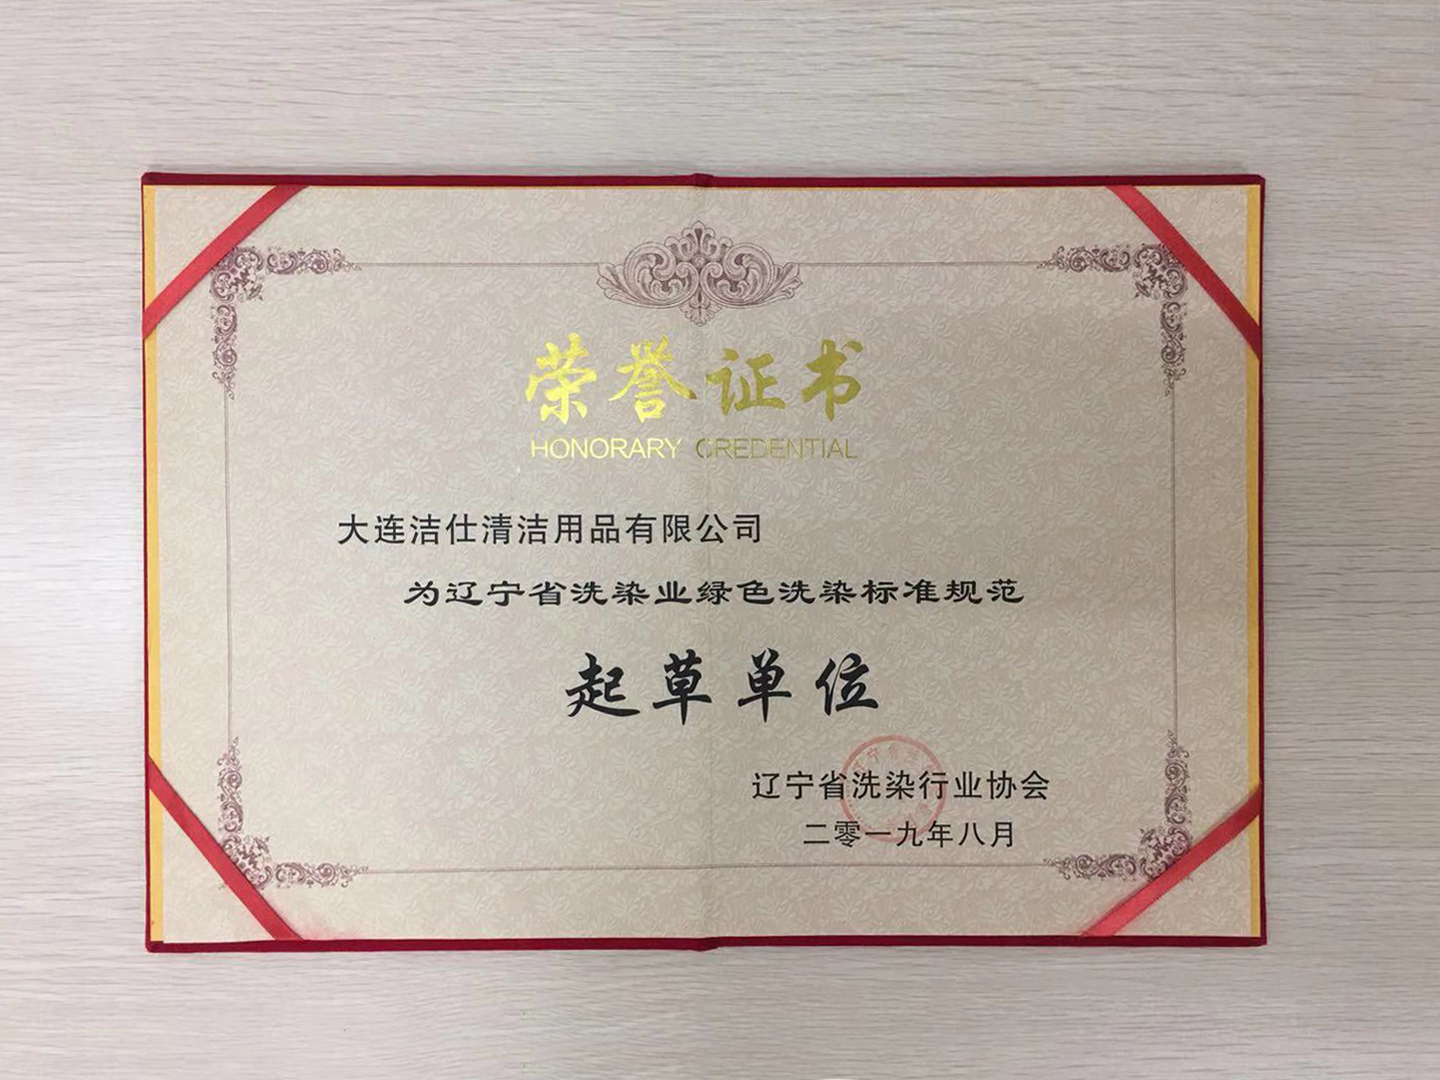 荣誉证书
HONORARY CREDENTIAL
大连洁仕清洁用品有限公司
为辽宁省洗染业绿色洗染标准规范
起草单位
辽宁省洗染行业协会
二零一九年八月